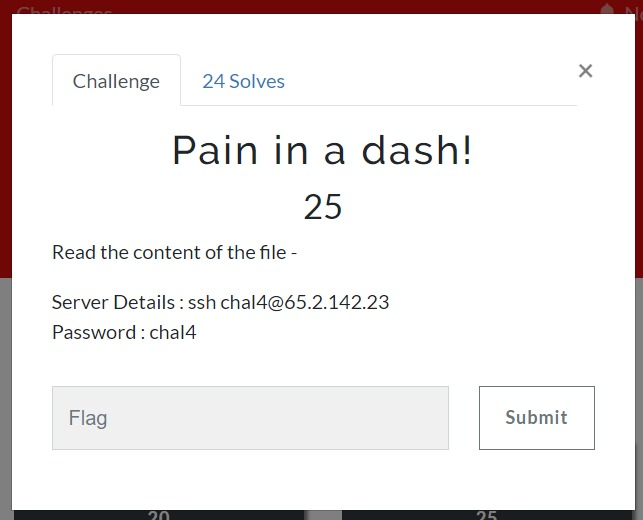 Challenges
Challenge
24 Solves
×
Pain in a dash!
25
Read the content of the file -
Server Details : ssh chal4@65.2.142.23
Password : chal4
Flag
Submit
20
25